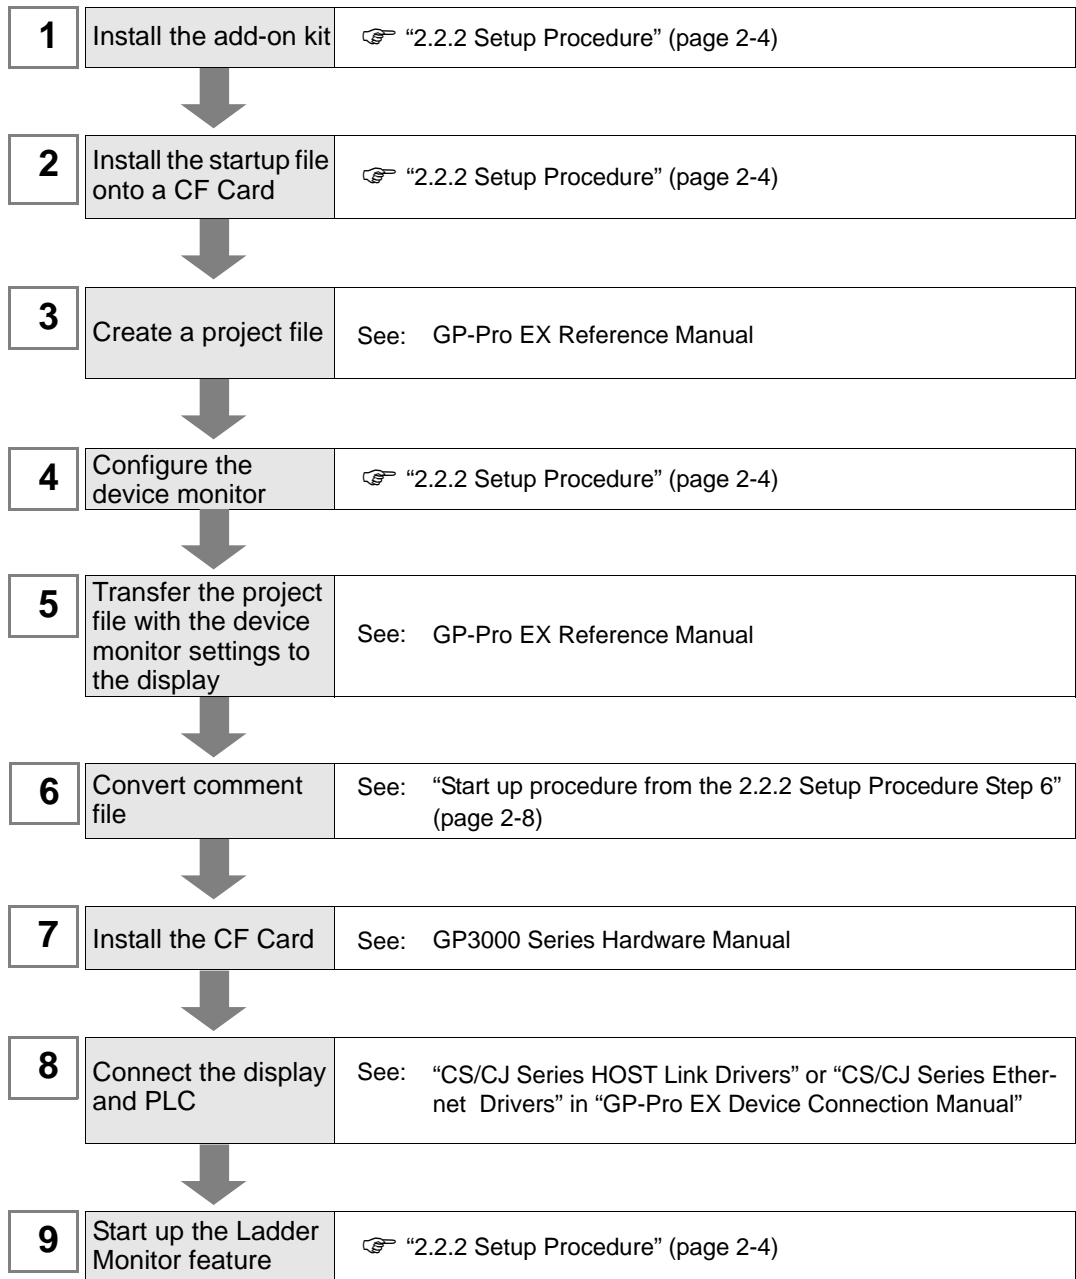 1
Install the add-on kit
☞ “2.2.2 Setup Procedure” (page 2-4)
2
Install the startup file
onto a CF Card
☞ “2.2.2 Setup Procedure” (page 2-4)
3
Create a project file
See: GP-Pro EX Reference Manual
4
Configure the
device monitor
☞ “2.2.2 Setup Procedure” (page 2-4)
5
Transfer the project
file with the device
monitor settings to
the display
See: GP-Pro EX Reference Manual
6
Convert comment
file
See: “Start up procedure from the 2.2.2 Setup Procedure Step 6”
(page 2-8)
7
Install the CF Card
See: GP3000 Series Hardware Manual
8
Connect the display
and PLC
See: “CS/CJ Series HOST Link Drivers” or “CS/CJ Series Ether-
net Drivers” in “GP-Pro EX Device Connection Manual”
9
Start up the Ladder
Monitor feature
☞ “2.2.2 Setup Procedure” (page 2-4)